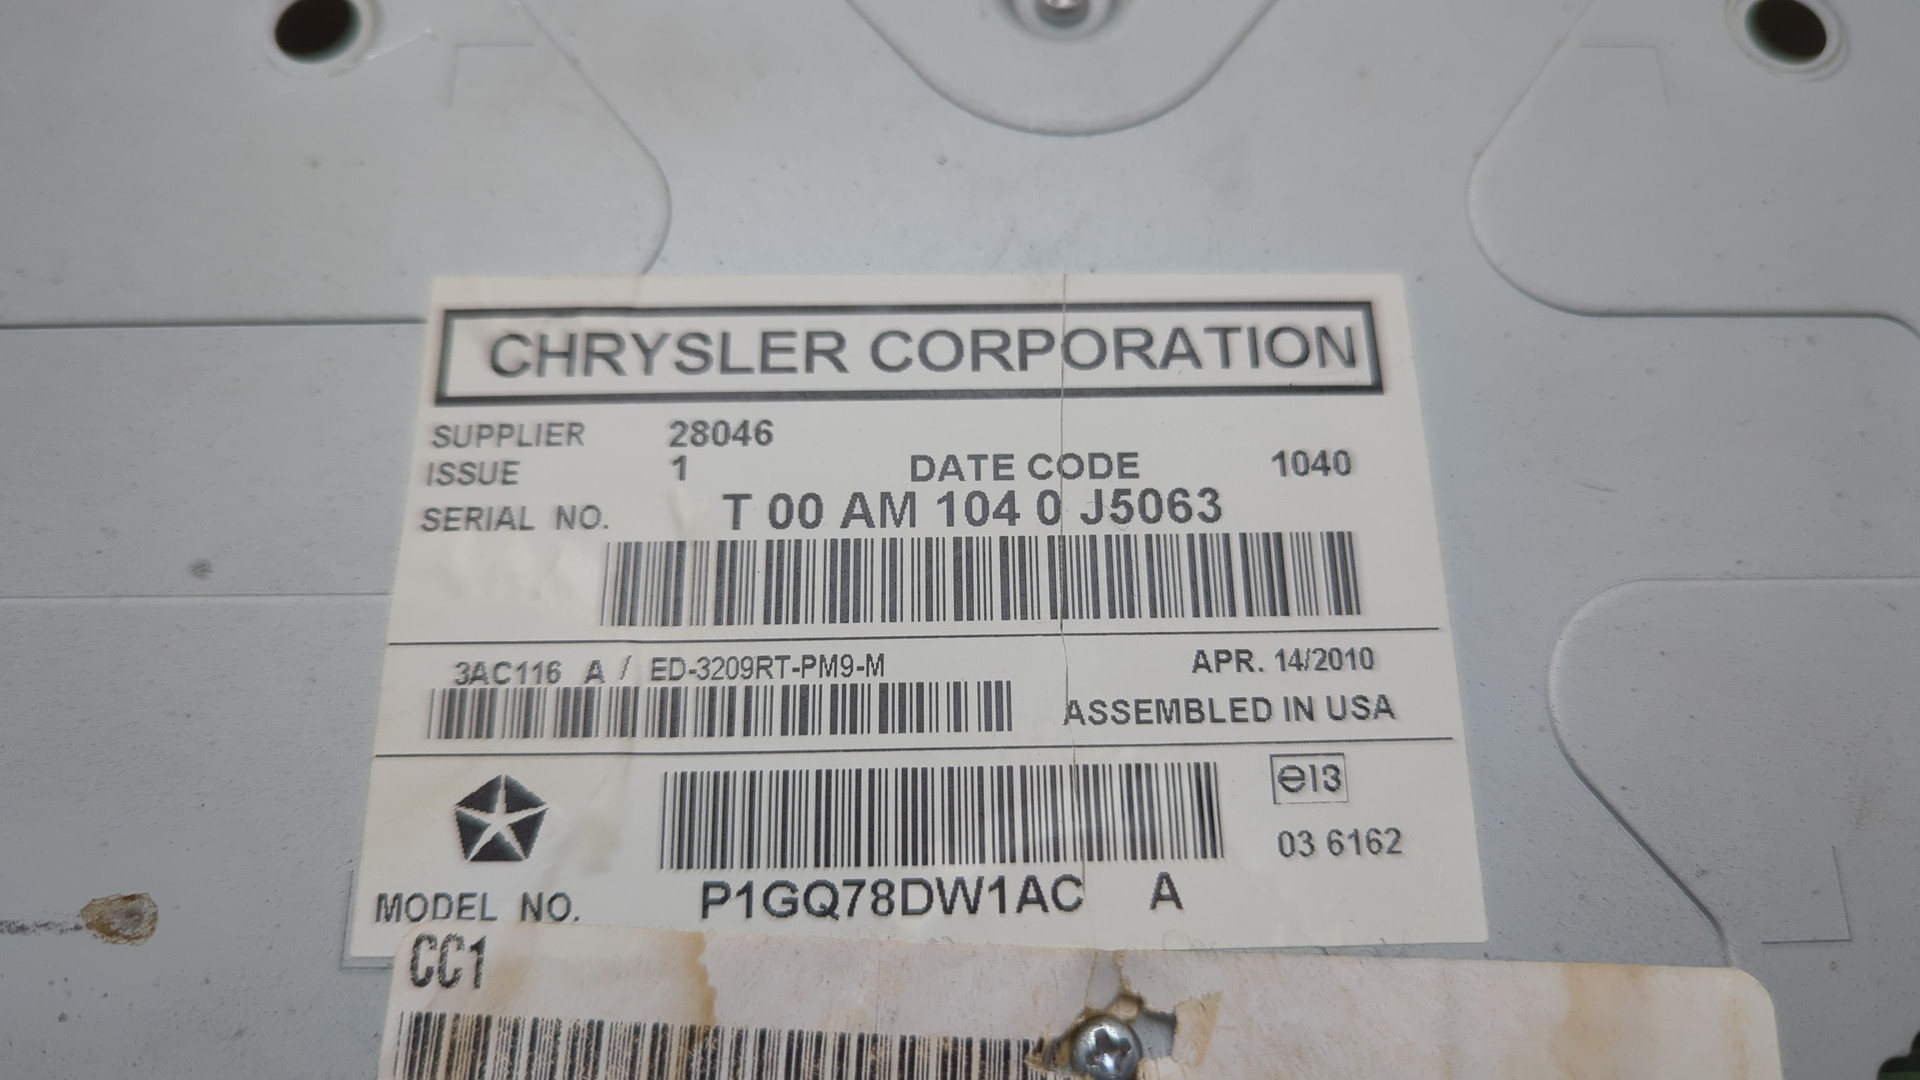 CHRYSLER CORPORATION
SUPPLIER 28046
ISSUE 1 DATE CODE 1040
SERIAL NO. T 00 AM 104 0 J5063
3AC116 A / ED-3209RT-PM9-M APR. 14/2010
ASSEMBLED IN USA
e13
03 6162
MODEL NO. P1GQ78DW1AC A
CC1